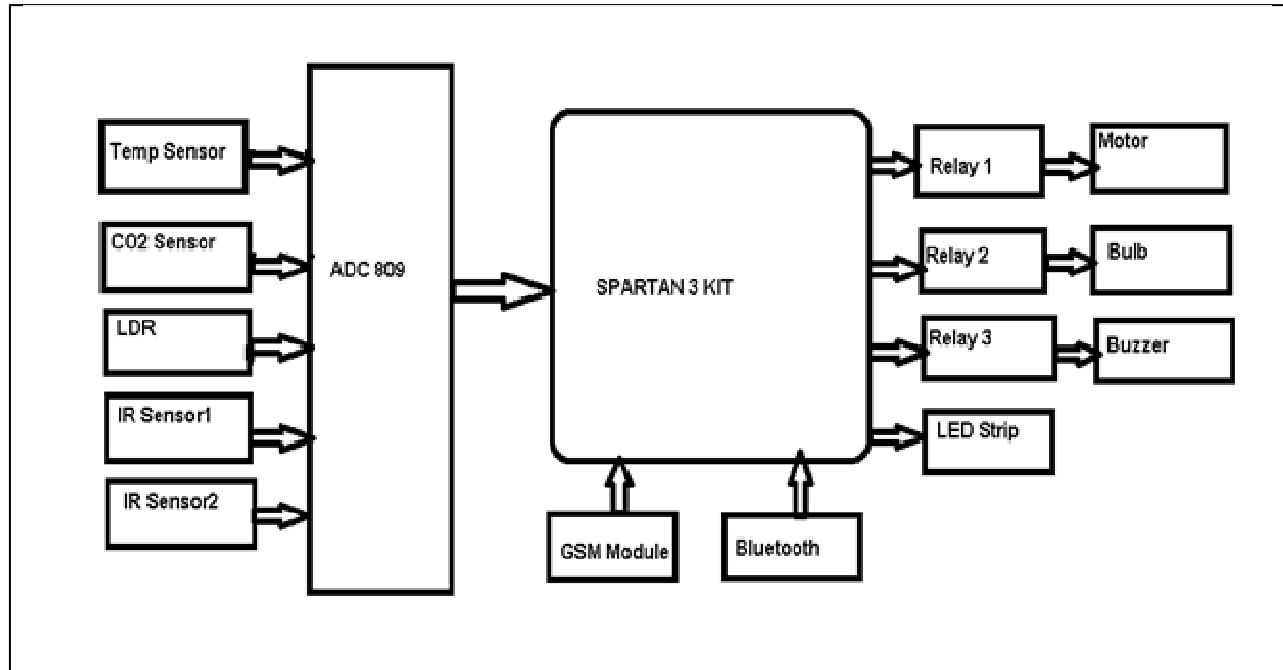 Temp Sensor
CO2 Sensor
LDR
IR Sensor1
IR Sensor2
ADC 809
SPARTAN 3 KIT
GSM Module
Bluetooth
Relay 1
Motor
Relay 2
Bulb
Relay 3
Buzzer
LED Strip